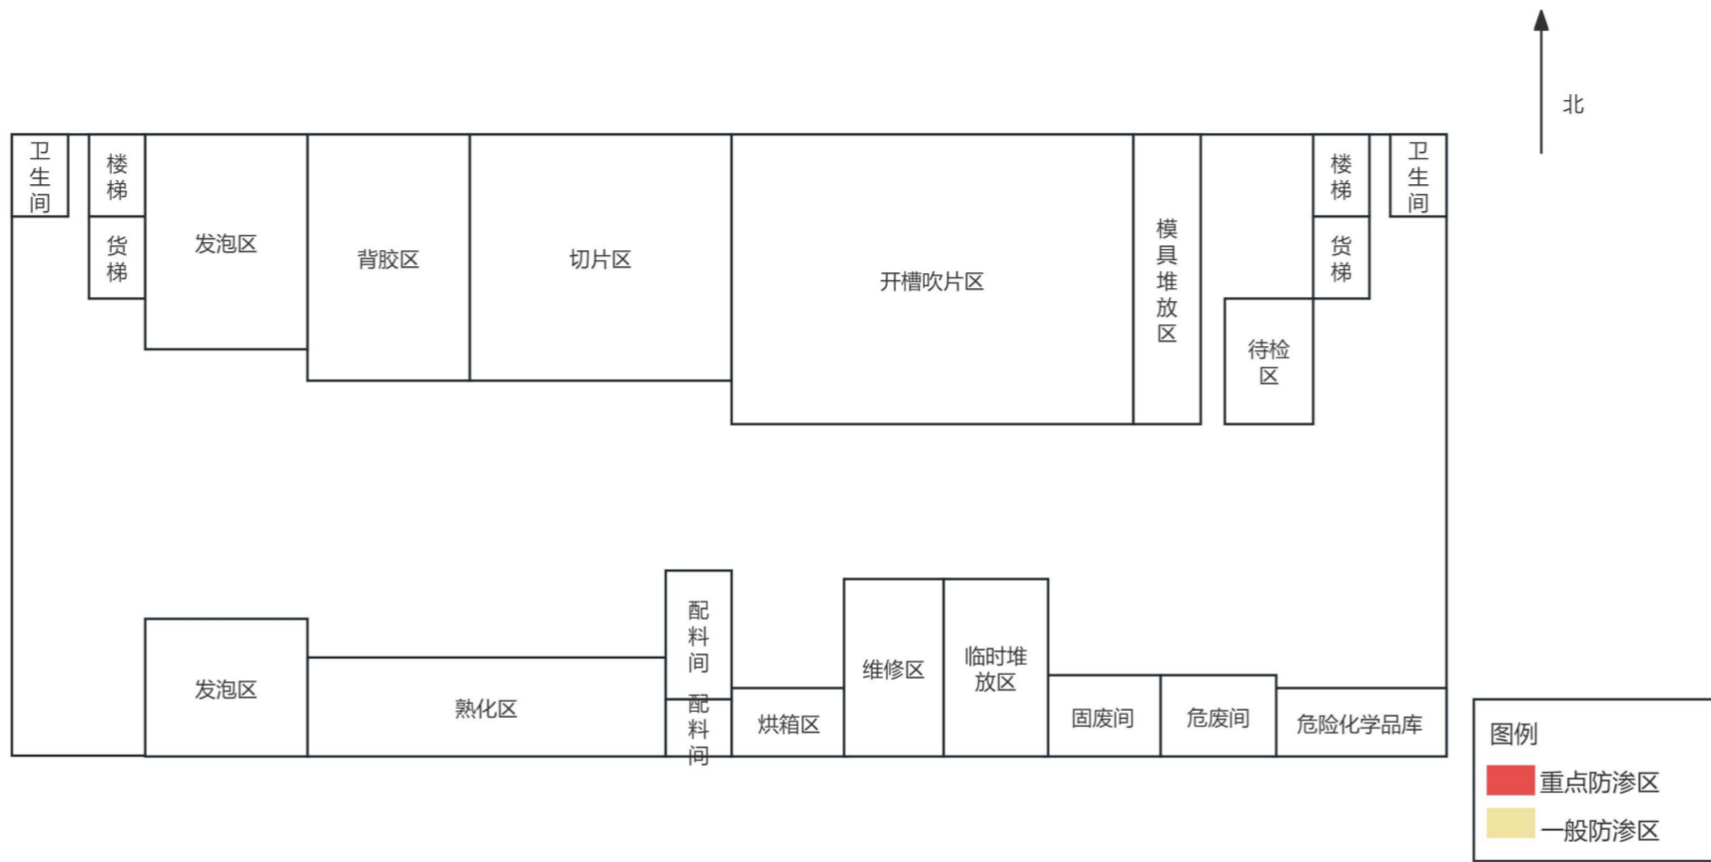 北
卫生间
楼梯
货梯
发泡区
背胶区
切片区
开槽吹片区
模具堆放区
待检
区
楼梯
货梯
卫生间
发泡区
熟化区
配料间
配料间
烘箱区
维修区
临时堆
放区
固废间
危废间
危险化学品库
图例
重点防渗区
一般防渗区